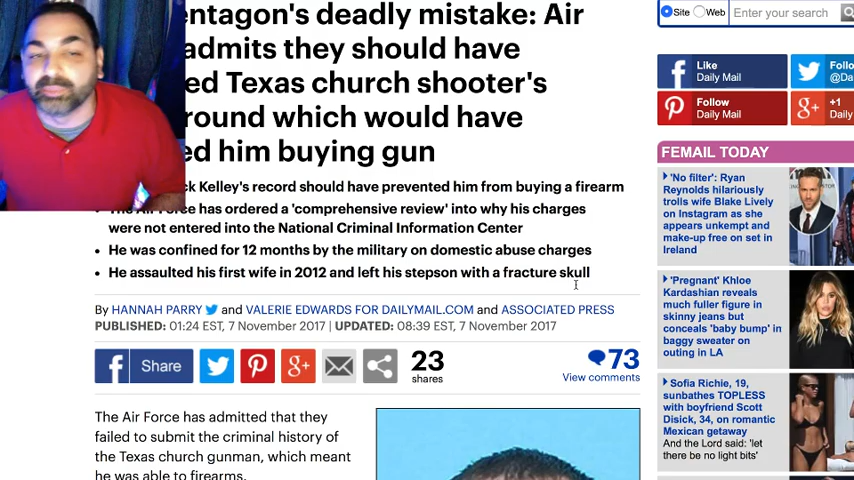 entagon's deadly mistake: Air
admits they should have
ed Texas church shooter's
round which would have
ed him buying gun
ck Kelley's record should have prevented him from buying a firearm
The Air Force has ordered a 'comprehensive review' into why his charges
were not entered into the National Criminal Information Center
He was confined for 12 months by the military on domestic abuse charges
He assaulted his first wife in 2012 and left his stepson with a fracture skull
By HANNAH PARRY and VALERIE EDWARDS FOR DAILYMAIL.COM and ASSOCIATED PRESS
PUBLISHED: 01:24 EST, 7 November 2017 | UPDATED: 08:39 EST, 7 November 2017
f Share
g+
23
shares
73
View comments
The Air Force has admitted that they
failed to submit the criminal history of
the Texas church gunman, which meant
he was able to firearms.
Site Web Enter your search
Like
Daily Mail
Follo
@Da
Follow
Daily Mail
g+ +1
Daily
FEMAIL TODAY
'No filter': Ryan
Reynolds hilariously
trolls wife Blake Lively
on Instagram as she
appears unkempt and
make-up free on set in
Ireland
'Pregnant' Khloe
Kardashian reveals
much fuller figure in
skinny jeans but
conceals 'baby bump' in
baggy sweater on
outing in LA
Sofia Richie, 19,
sunbathes TOPLESS
with boyfriend Scott
Disick, 34, on romantic
Mexican getaway
And the Lord said: 'let
there be no light bits'